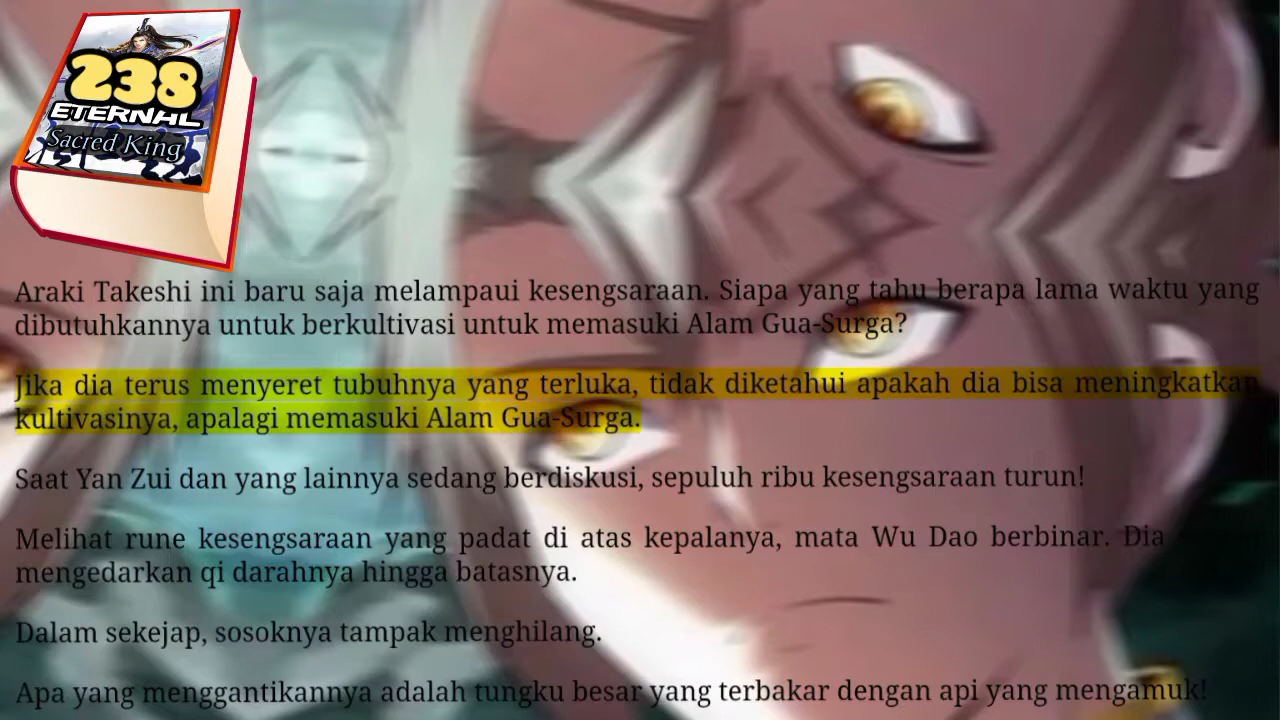 238
ETERNAL
Sacred King
Araki Takeshi ini baru saja melampaui kesengsaraan. Siapa yang tahu berapa lama waktu yang
dibutuhkannya untuk berkultivasi untuk memasuki Alam Gua-Surga?
Jika dia terus menyeret tubuhnya yang terluka, tidak diketahui apakah dia bisa meningkatkan
kultivasinya, apalagi memasuki Alam Gua-Surga.
Saat Yan Zui dan yang lainnya sedang berdiskusi, sepuluh ribu kesengsaraan turun!
Melihat rune kesengsaraan yang padat di atas kepalanya, mata Wu Dao berbinar. Dia
mengedarkan qi darahnya hingga batasnya.
Dalam sekejap, sosoknya tampak menghilang.
Apa yang menggantikannya adalah tungku besar yang terbakar dengan api yang mengamuk!